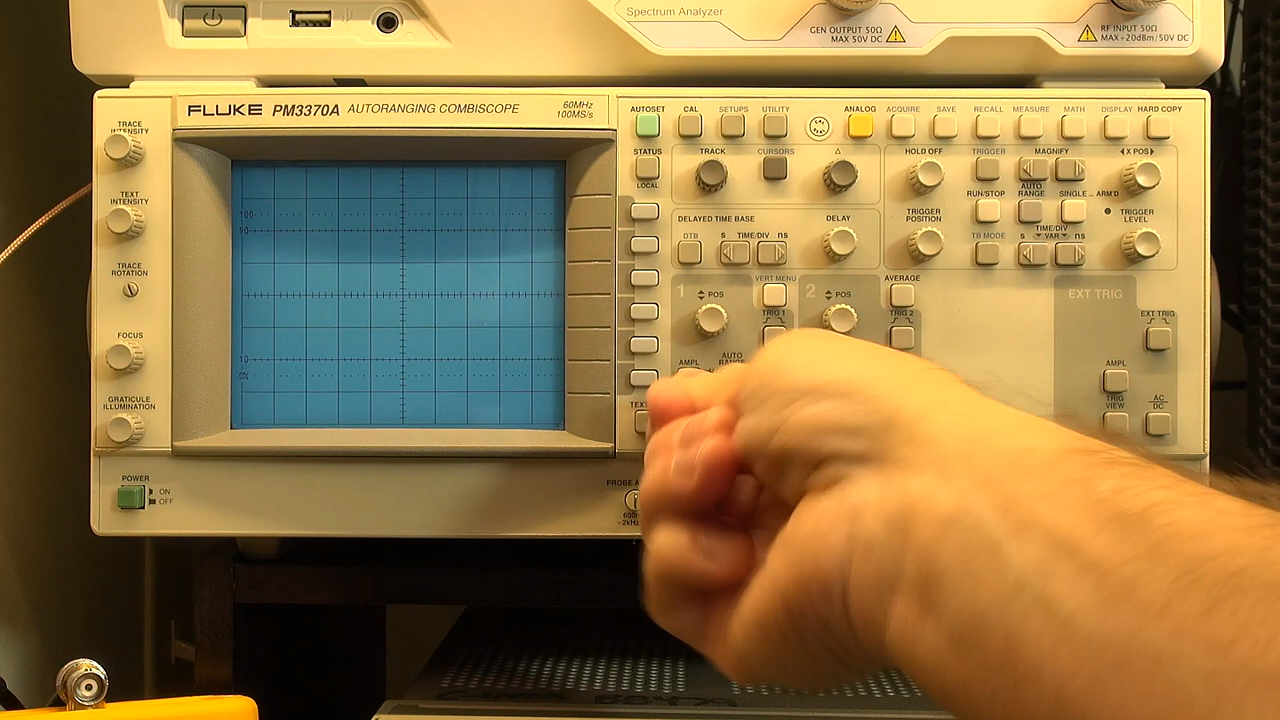 Spectrum Analyzer
GEN OUTPUT 50Ω
MAX 50V DC
RF INPUT 50Ω
MAX+20dBm/50V DC
FLUKE PM3370A AUTORANGING COMBISCOPE
60MHz
100MS/s
TRACE
INTENSITY
TEXT
INTENSITY
TRACE
ROTATION
FOCUS
GRATICULE
ILLUMINATION
POWER
ON
OFF
100
90
10
0%
AUTOSET CAL SETUPS UTILITY ANALOG ACQUIRE SAVE RECALL MEASURE MATH DISPLAY HARD COPY
STATUS
LOCAL
TRACK CURSORS Δ
HOLD OFF TRIGGER MAGNIFY X POS
RUN/STOP AUTO RANGE SINGLE ARM'D
DELAYED TIME BASE DELAY
DTB s TIME/DIV ns
TRIGGER
POSITION
TB MODE
TIME/DIV
s VAR ns
TRIGGER
LEVEL
1 POS
VERT MENU
TRIG 1
2 POS
AVERAGE
TRIG 2
EXT TRIG
EXT TRIG
AMPL
AUTO
RANGE
AMPL
TRIG
VIEW
AC
DC
PROBE A